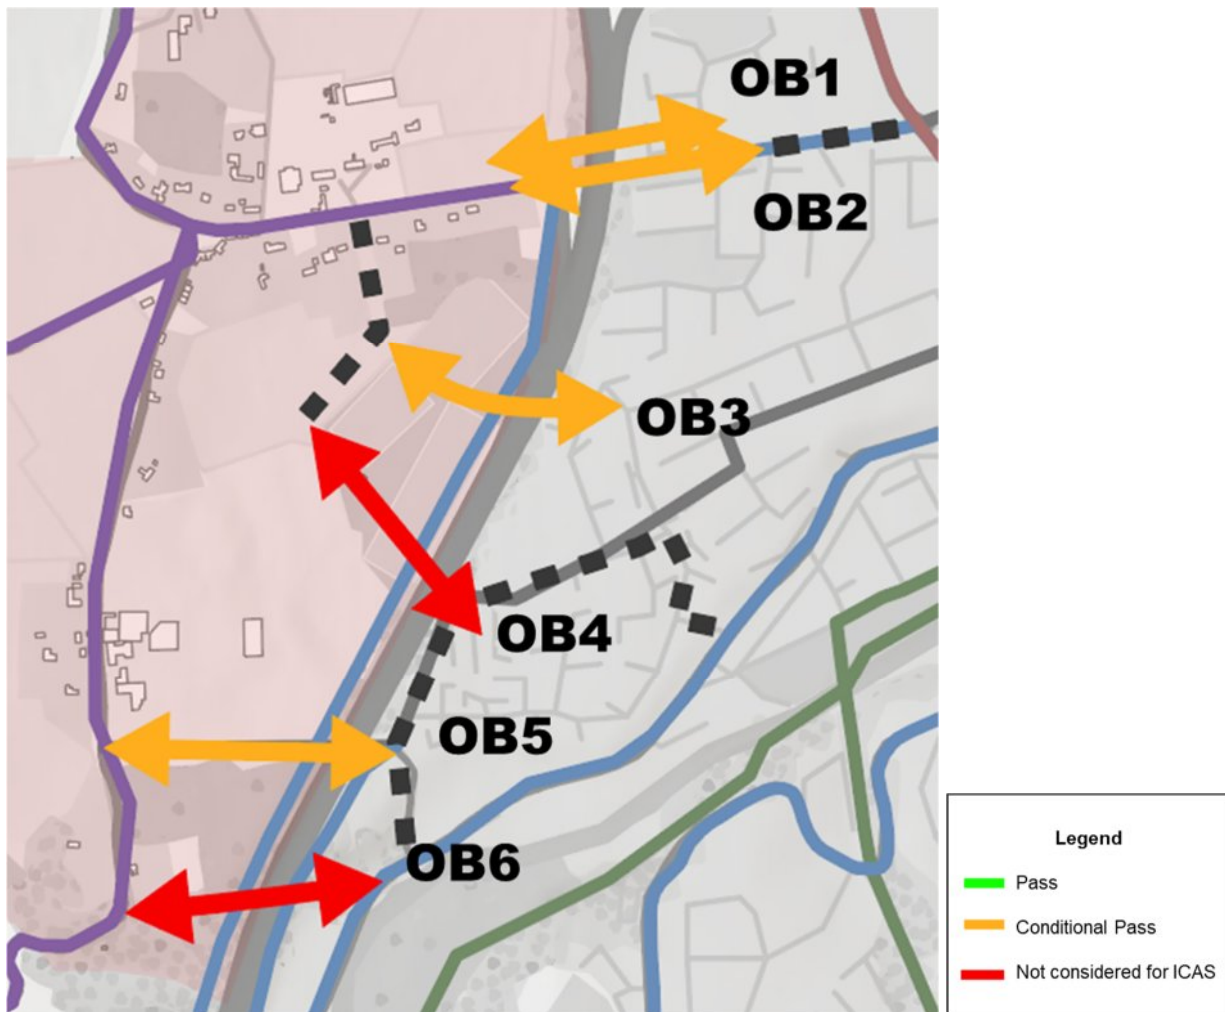 OB1
OB2
OB3
OB4
OB5
OB6
Legend
Pass
Conditional Pass
Not considered for ICAS